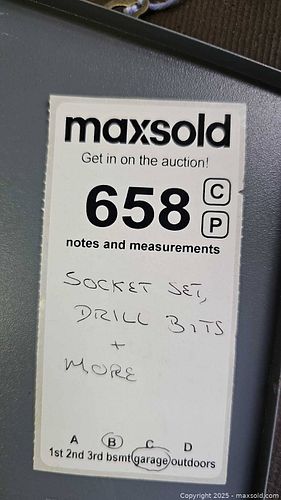 maxsold
Get in on the auction!
658 C
P
notes and measurements
SOCKET SET,
DRILL BITS
+
MORE
A B C D
1st 2nd 3rd bsmt garage outdoors
Copyright © 2025 - maxsold.com